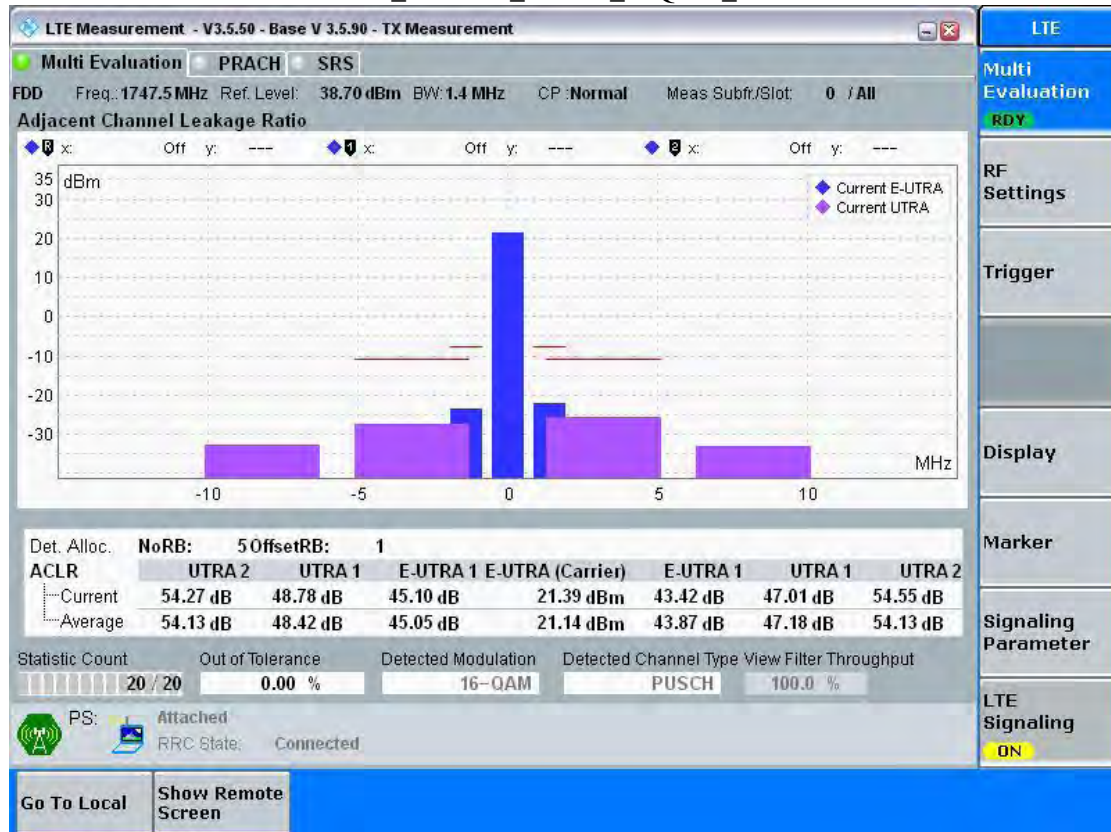 LTE Measurement - V3.5.50 - Base V 3.5.90 - TX Measurement
LTE
Multi Evaluation PRACH SRS
Multi Evaluation
RDY
FDD Freq.: 1747.5 MHz Ref. Level: 38.70 dBm BW: 1.4 MHz CP :Normal Meas Subfr./Slot: 0 / All
Adjacent Channel Leakage Ratio
R x: Off y: --- 1 x: Off y: --- 2 x: Off y: ---
35 dBm
30
20
10
0
-10
-20
-30
Current E-UTRA
Current UTRA
MHz
-10 -5 0 5 10
RF Settings
Trigger
Display
Marker
Signaling Parameter
LTE Signaling
ON
Det. Alloc. NoRB: 5 OffsetRB: 1
ACLR UTRA 2 UTRA 1 E-UTRA 1 E-UTRA (Carrier) E-UTRA 1 UTRA 1 UTRA 2
Current 54.27 dB 48.78 dB 45.10 dB 21.39 dBm 43.42 dB 47.01 dB 54.55 dB
Average 54.13 dB 48.42 dB 45.05 dB 21.14 dBm 43.87 dB 47.18 dB 54.13 dB
Statistic Count Out of Tolerance Detected Modulation Detected Channel Type View Filter Throughput
20 / 20 0.00 % 16-QAM PUSCH 100.0 %
PS: Attached
RRC State: Connected
Go To Local
Show Remote Screen